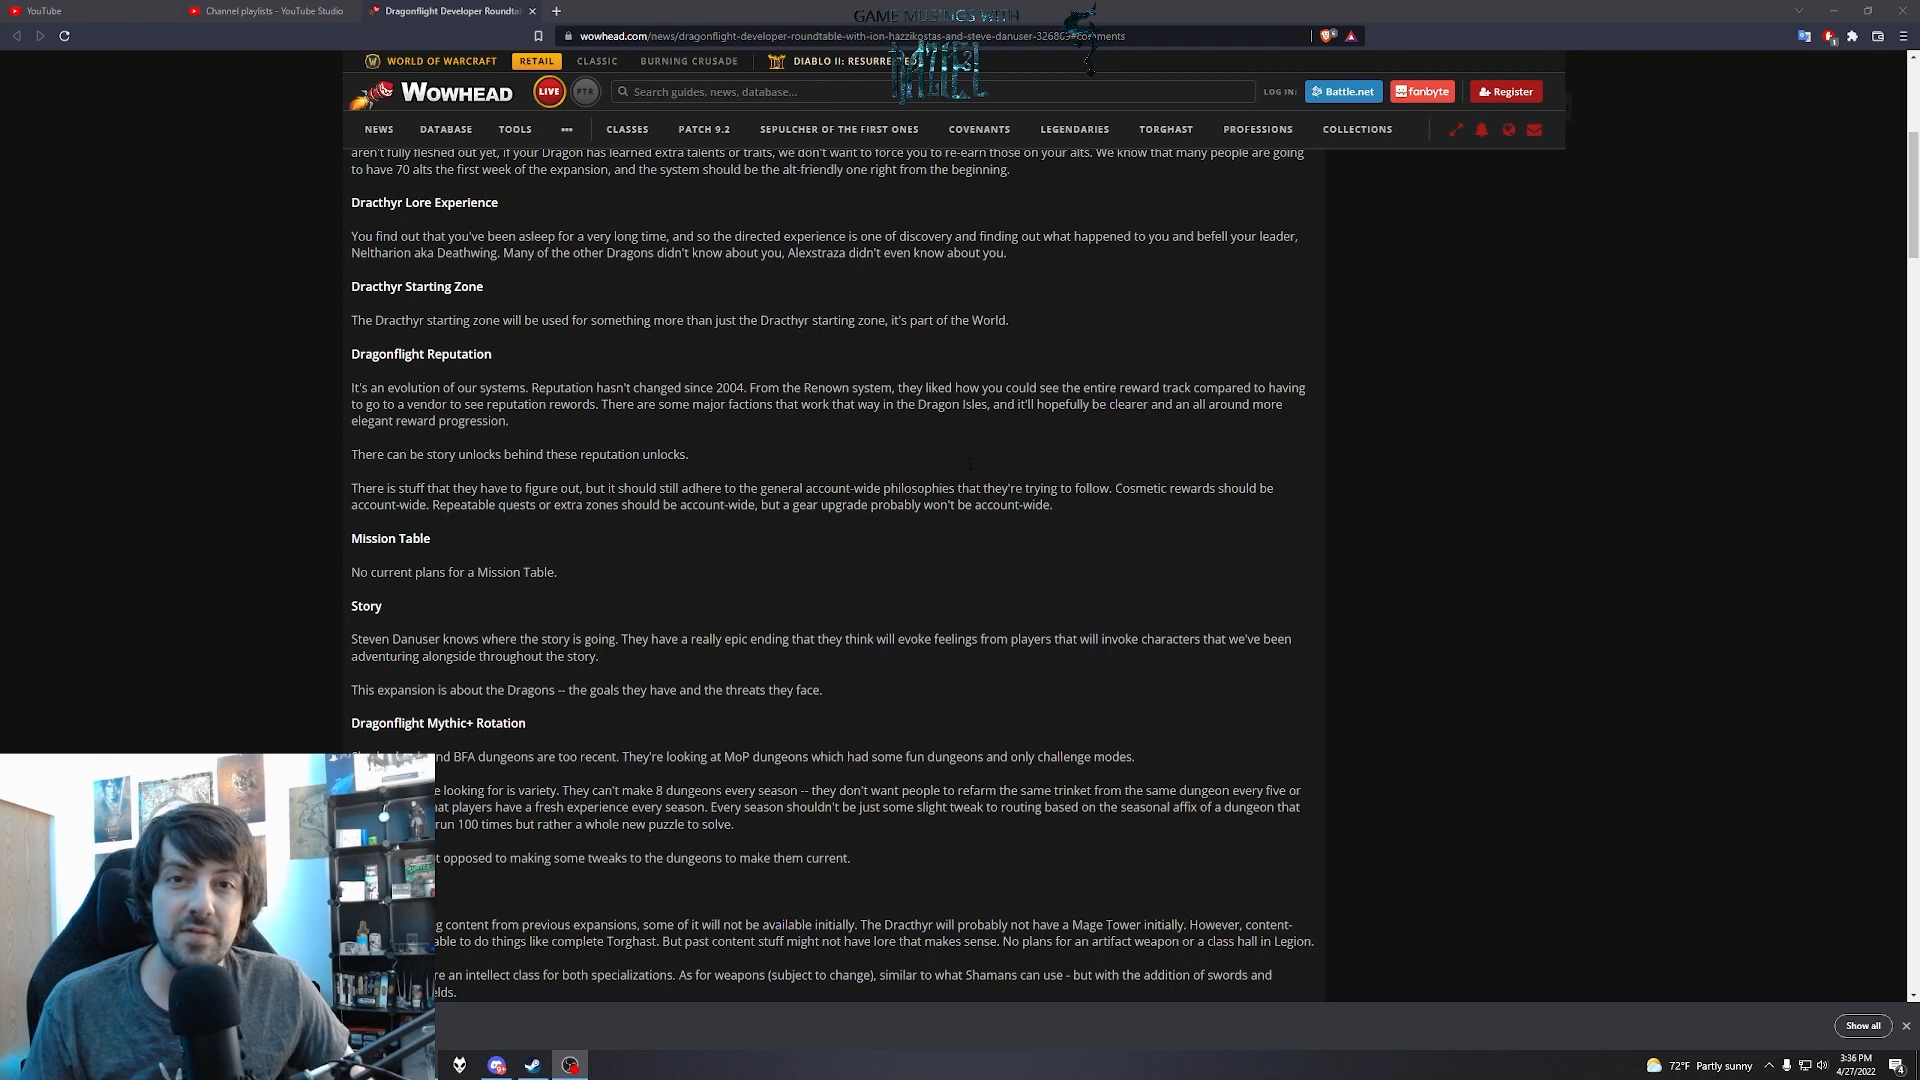 YouTube
Channel playlists - YouTube Studio
Dragonflight Developer Roundta
GAME MUSINGS WITH
wowhead.com/news/dragonflight-developer-roundtable-with-ion-hazzikostas-and-steve-danuser-326869#comments
WORLD OF WARCRAFT
RETAIL
CLASSIC
BURNING CRUSADE
DIABLO II: RESURRECTED
WOWHEAD
LIVE
PTR
Search guides, news, database...
LOG IN:
Battle.net
fanbyte
Register
NEWS
DATABASE
TOOLS
CLASSES
PATCH 9.2
SEPULCHER OF THE FIRST ONES
COVENANTS
LEGENDARIES
TORGHAST
PROFESSIONS
COLLECTIONS
aren't fully fleshed out yet, if your Dragon has learned extra talents or traits, we don't want to force you to re-earn those on your alts. We know that many people are going
to have 70 alts the first week of the expansion, and the system should be the alt-friendly one right from the beginning.
Dracthyr Lore Experience
You find out that you've been asleep for a very long time, and so the directed experience is one of discovery and finding out what happened to you and befell your leader,
Neltharion aka Deathwing. Many of the other Dragons didn't know about you, Alexstraza didn't even know about you.
Dracthyr Starting Zone
The Dracthyr starting zone will be used for something more than just the Dracthyr starting zone, it's part of the World.
Dragonflight Reputation
It's an evolution of our systems. Reputation hasn't changed since 2004. From the Renown system, they liked how you could see the entire reward track compared to having
to go to a vendor to see reputation rewords. There are some major factions that work that way in the Dragon Isles, and it'll hopefully be clearer and an all around more
elegant reward progression.
There can be story unlocks behind these reputation unlocks.
There is stuff that they have to figure out, but it should still adhere to the general account-wide philosophies that they're trying to follow. Cosmetic rewards should be
account-wide. Repeatable quests or extra zones should be account-wide, but a gear upgrade probably won't be account-wide.
Mission Table
No current plans for a Mission Table.
Story
Steven Danuser knows where the story is going. They have a really epic ending that they think will evoke feelings from players that will invoke characters that we've been
adventuring alongside throughout the story.
This expansion is about the Dragons -- the goals they have and the threats they face.
Dragonflight Mythic+ Rotation
nd BFA dungeons are too recent. They're looking at MoP dungeons which had some fun dungeons and only challenge modes.
e looking for is variety. They can't make 8 dungeons every season -- they don't want people to refarm the same trinket from the same dungeon every five or
at players have a fresh experience every season. Every season shouldn't be just some slight tweak to routing based on the seasonal affix of a dungeon that
run 100 times but rather a whole new puzzle to solve.
t opposed to making some tweaks to the dungeons to make them current.
g content from previous expansions, some of it will not be available initially. The Dracthyr will probably not have a Mage Tower initially. However, content-
able to do things like complete Torghast. But past content stuff might not have lore that makes sense. No plans for an artifact weapon or a class hall in Legion.
re an intellect class for both specializations. As for weapons (subject to change), similar to what Shamans can use - but with the addition of swords and
elds.
Show all
72°F Partly sunny
3:36 PM
4/27/2022